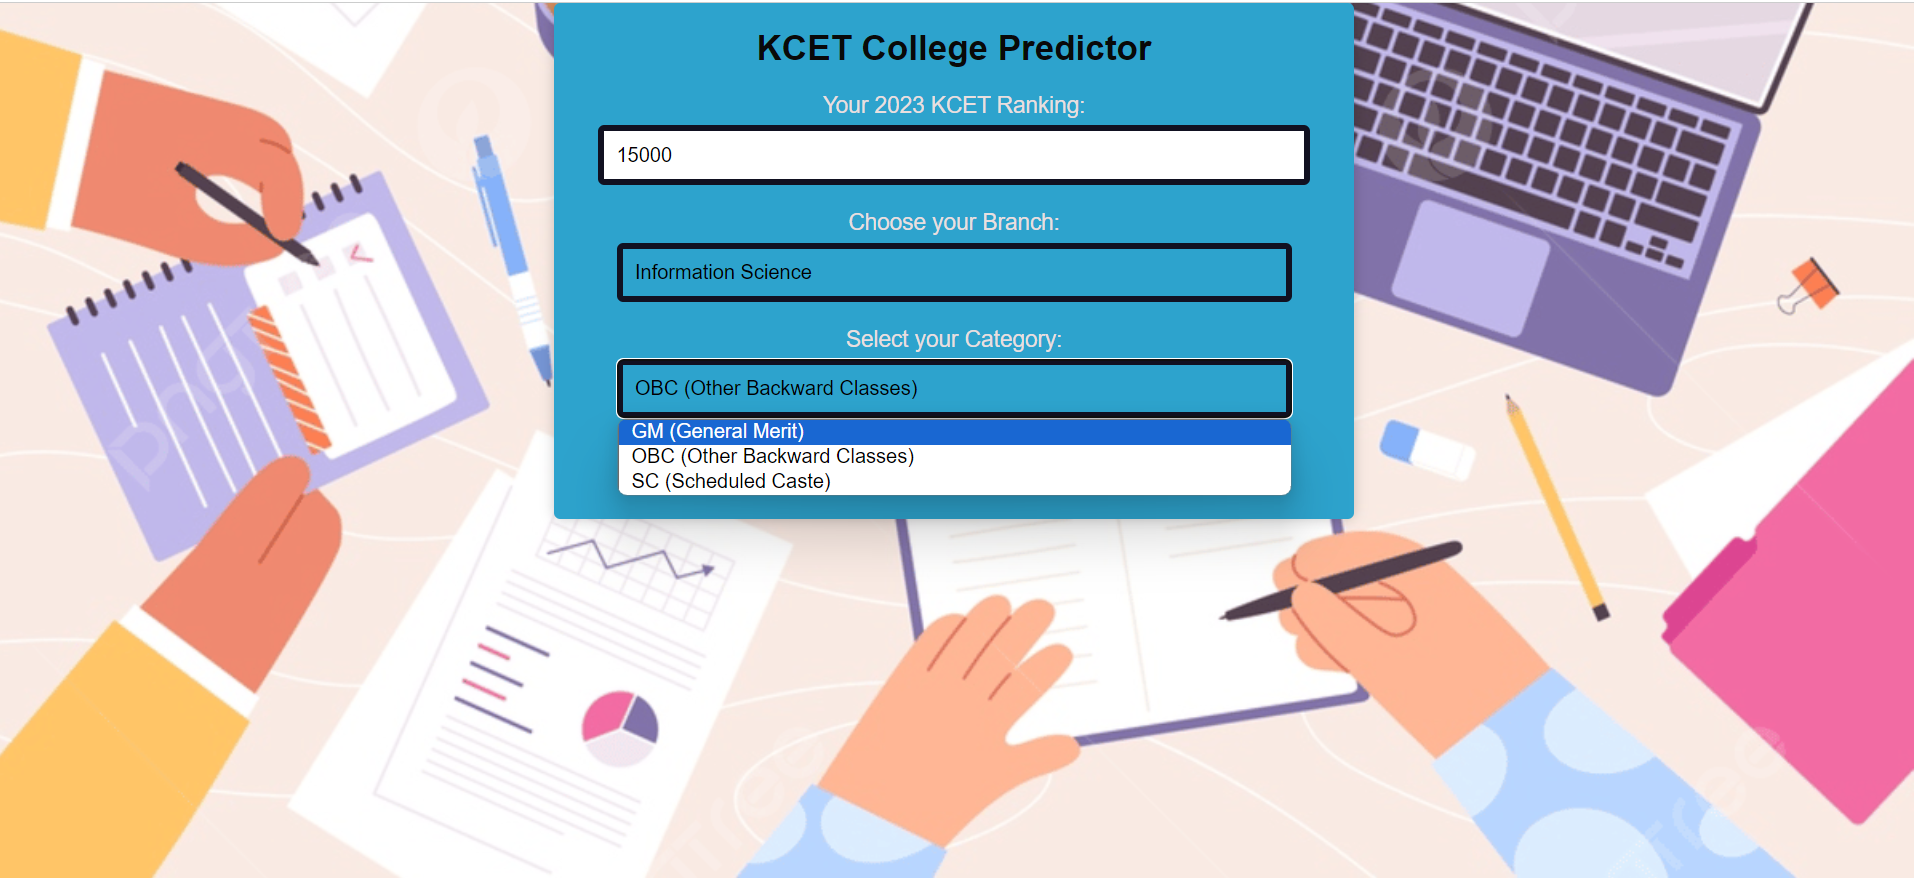 KCET College Predictor
Your 2023 KCET Ranking:
15000
Choose your Branch:
Information Science
Select your Category:
OBC (Other Backward Classes)
GM (General Merit)
OBC (Other Backward Classes)
SC (Scheduled Caste)